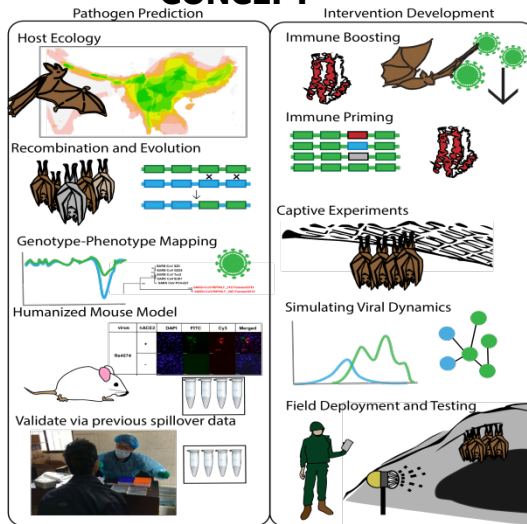 CONCEPT
Pathogen Prediction
Host Ecology
Recombination and Evolution
Genotype-Phenotype Mapping
Humanized Mouse Model
Virus hACE2 DAPI FITC Cy3 Merged
Rs4874
+
-
Validate via previous spillover data
Intervention Development
Immune Boosting
Immune Priming
Captive Experiments
Simulating Viral Dynamics
Field Deployment and Testing